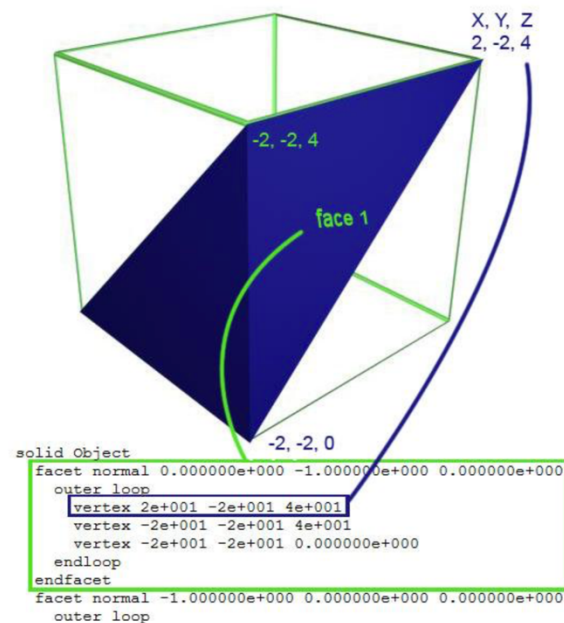 X, Y, Z
2, -2, 4
-2, -2, 4
face 1
-2, -2, 0
solid Object
facet normal 0.000000e+000 -1.000000e+000 0.000000e+000
outer loop
vertex 2e+001 -2e+001 4e+001
vertex -2e+001 -2e+001 4e+001
vertex -2e+001 -2e+001 0.000000e+000
endloop
endfacet
facet normal -1.000000e+000 0.000000e+000 0.000000e+000
outer loop